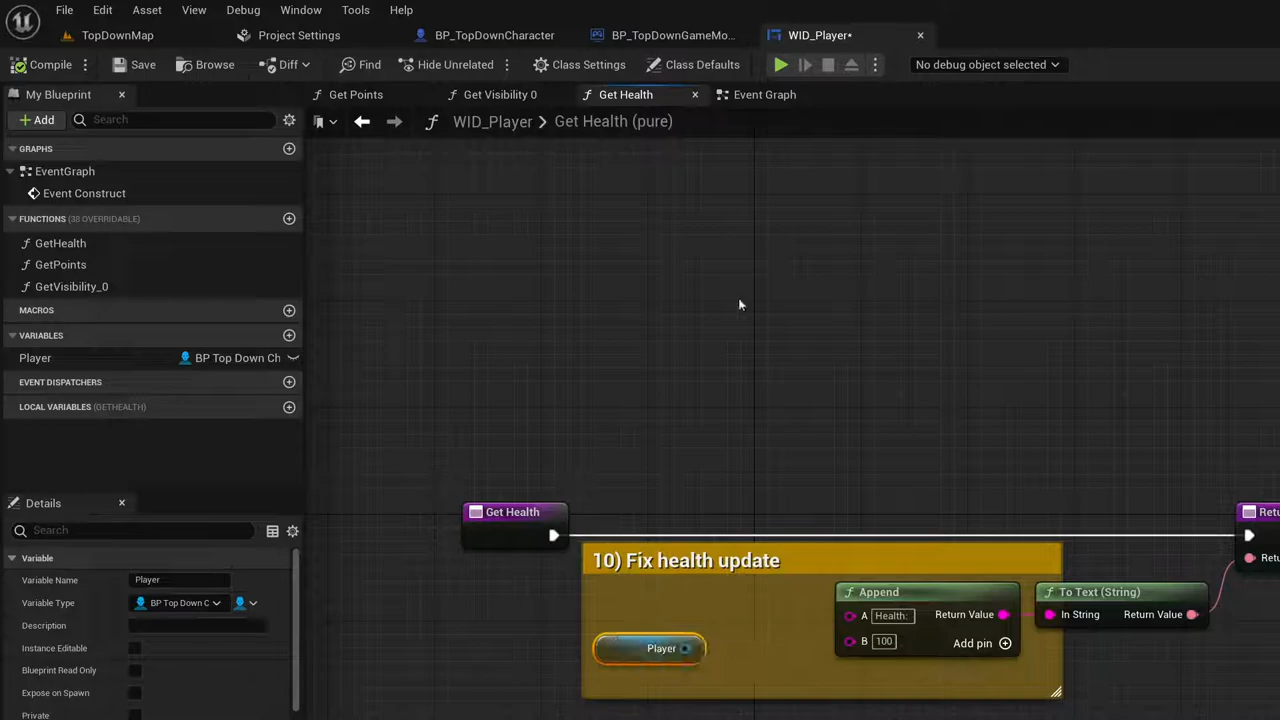 File Edit Asset View Debug Window Tools Help
TopDownMap Project Settings BP_TopDownCharacter BP_TopDownGameMo... WID_Player•
Compile Save Browse Diff Find Hide Unrelated Class Settings Class Defaults No debug object selected
My Blueprint Get Points Get Visibility 0 Get Health Event Graph
Add Search WID_Player > Get Health (pure)
GRAPHS
EventGraph
Event Construct
FUNCTIONS (38 OVERRIDABLE)
GetHealth
GetPoints
GetVisibility_0
MACROS
VARIABLES
Player BP Top Down Ch
EVENT DISPATCHERS
LOCAL VARIABLES (GETHEALTH)
Details
Search
Variable
Variable Name Player
Variable Type BP Top Down C
Description
Instance Editable
Blueprint Read Only
Expose on Spawn
Private
Get Health
Retu
Retu
10) Fix health update
Append
A Health: Return Value
B 100 Add pin
To Text (String)
In String Return Value
Player